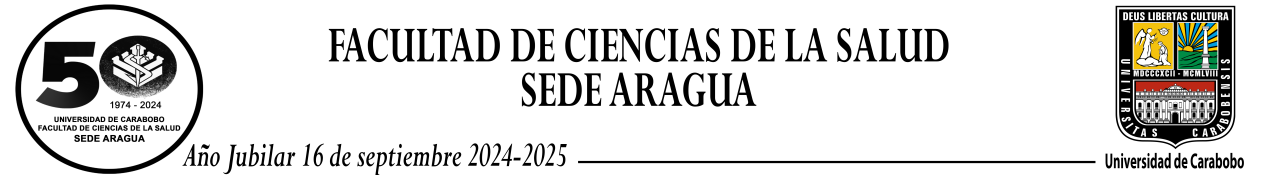 50
1974 - 2024
UNIVERSIDAD DE CARABOBO
FACULTAD DE CIENCIAS DE LA SALUD
SEDE ARAGUA
FACULTAD DE CIENCIAS DE LA SALUD
SEDE ARAGUA
Año Jubilar 16 de septiembre 2024-2025
DEUS LIBERTAS CULTURA
MDCCCXCII - MCMLVIII
UNIVERSITAS CARABOBENSIS
Universidad de Carabobo